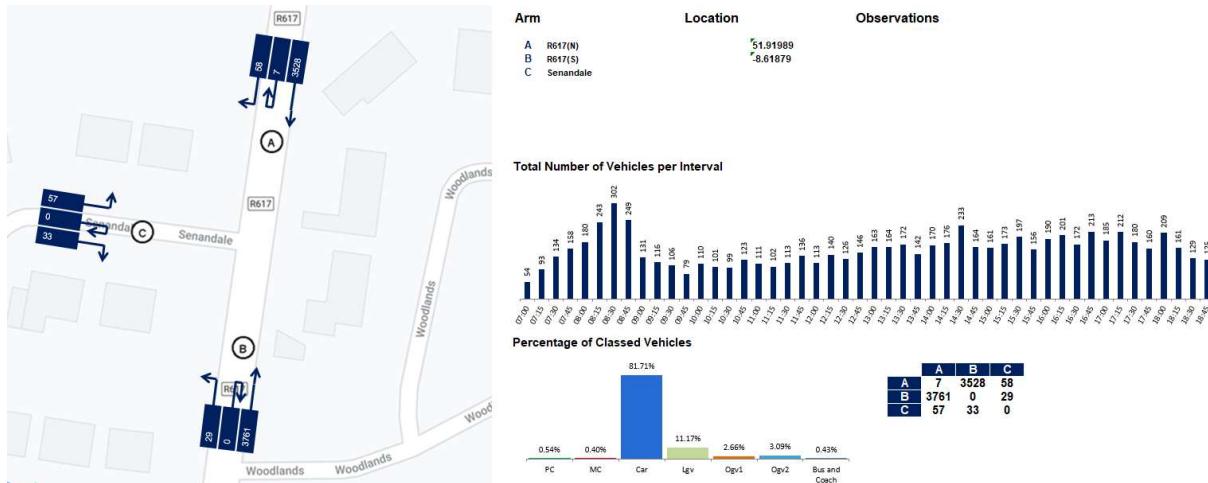 R617
58 7 3528
A
57
0
33
Senandale
Senandale
C
R617
Woodlands
Woodlands
Woodlands
B
R617
29 0 3761
Woodlands
Woodlands
Woodlands
Arm Location Observations
A R617(N) 51.91989
B R617(S) -8.61879
C Senandale
Total Number of Vehicles per Interval
54 93 134 158 180 243 302 249 131 116 106 79 110 101 99 123 111 102 113 136 113 140 126 146 163 164 172 142 170 176 233 164 161 173 197 156 190 201 172 213 185 212 180 160 209 161 129
07:00 07:15 07:30 07:45 08:00 08:15 08:30 08:45 09:00 09:15 09:30 09:45 10:00 10:15 10:30 10:45 11:00 11:15 11:30 11:45 12:00 12:15 12:30 12:45 13:00 13:15 13:30 13:45 14:00 14:15 14:30 14:45 15:00 15:15 15:30 15:45 16:00 16:15 16:30 16:45 17:00 17:15 17:30 17:45 18:00 18:15 18:30 18:45
Percentage of Classed Vehicles
0.54% 0.40% 81.71% 11.17% 2.66% 3.09% 0.43%
PC MC Car Lgv Ogv1 Ogv2 Bus and
Coach
A B C
A 7 3528 58
B 3761 0 29
C 57 33 0